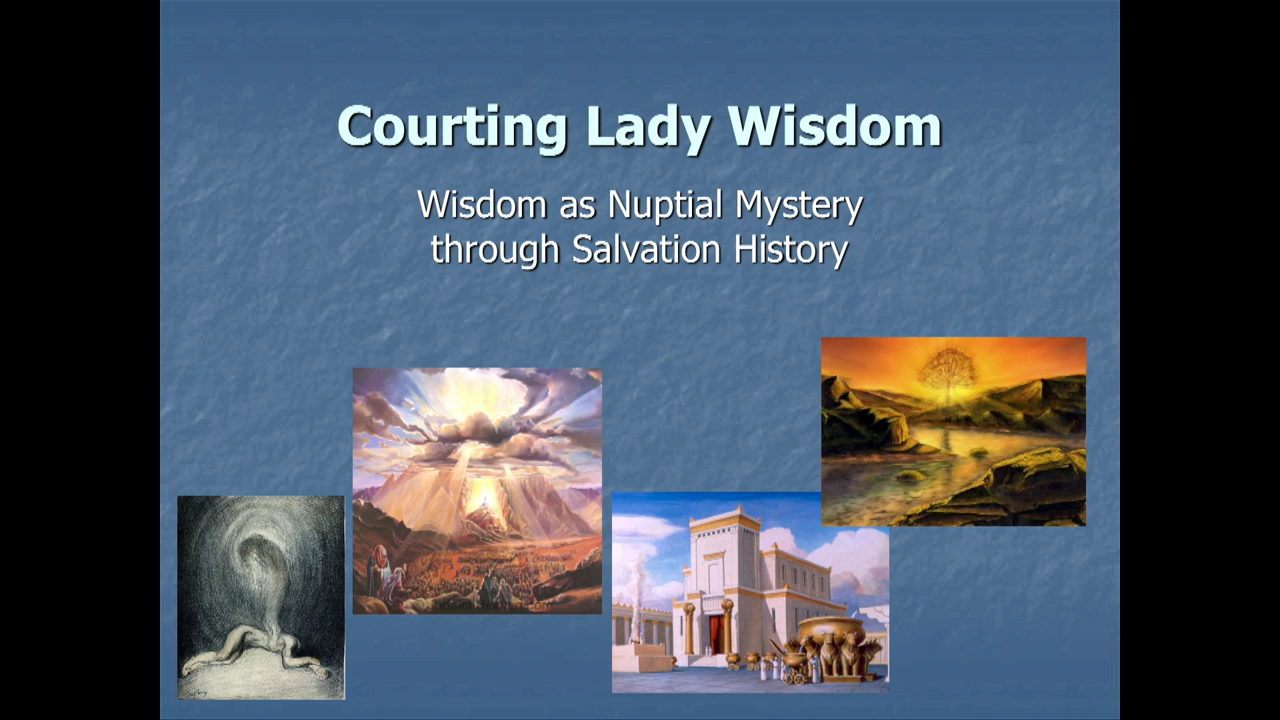 Courting Lady Wisdom
Wisdom as Nuptial Mystery
through Salvation History